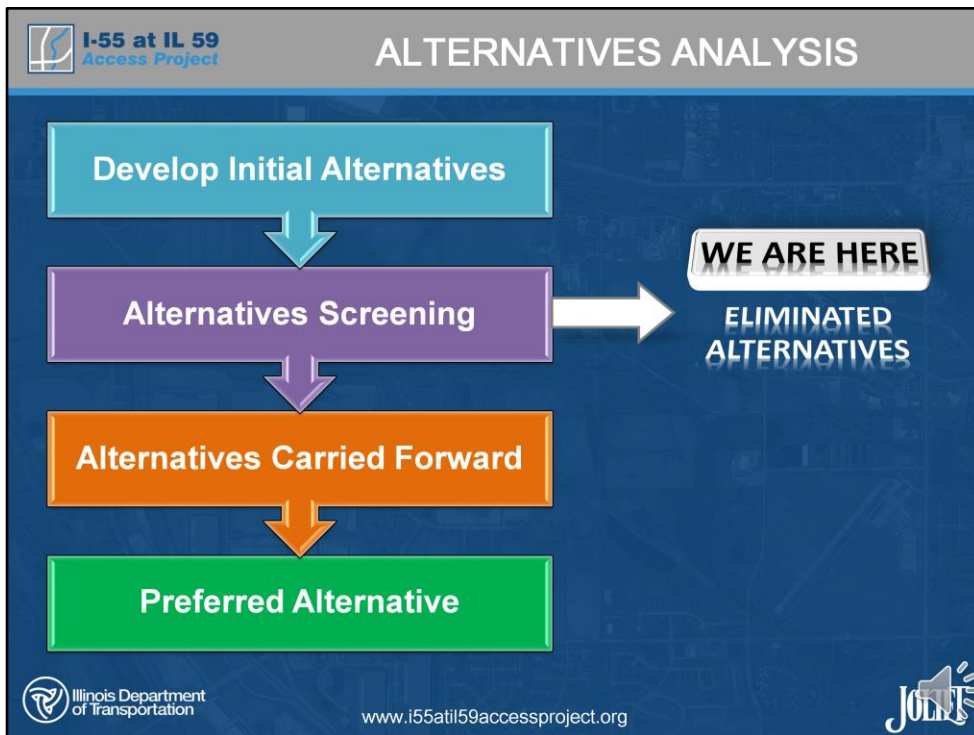 I-55 at IL 59
Access Project
ALTERNATIVES ANALYSIS
Develop Initial Alternatives
Alternatives Screening
WE ARE HERE
ELIMINATED
ALTERNATIVES
Alternatives Carried Forward
Preferred Alternative
Illinois Department
of Transportation
www.i55atil59accessproject.org
JOLIET